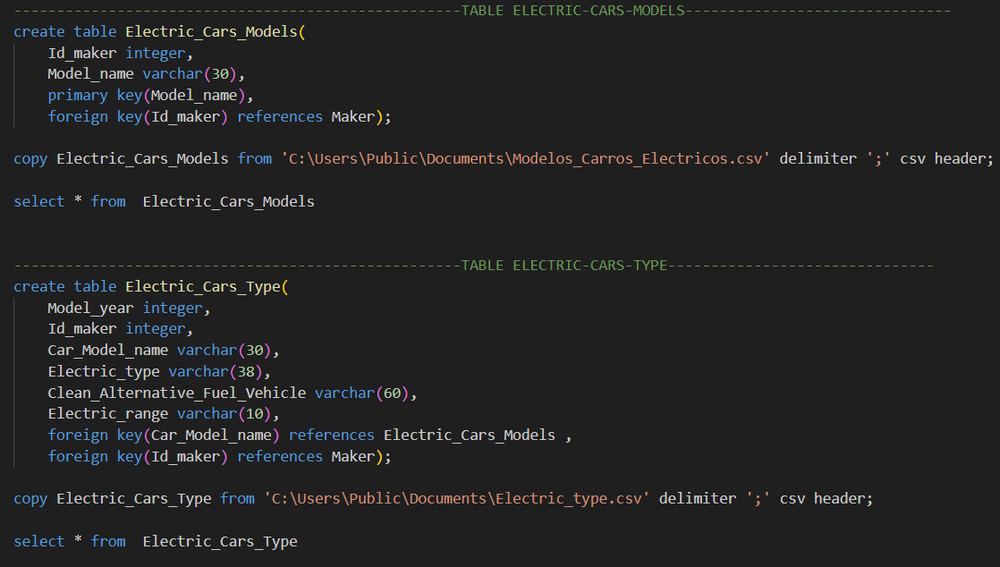 ----------------------------------------------------TABLE ELECTRIC-CARS-MODELS-------------------------------
create table Electric_Cars_Models(
    Id_maker integer,
    Model_name varchar(30),
    primary key(Model_name),
    foreign key(Id_maker) references Maker);
copy Electric_Cars_Models from 'C:\Users\Public\Documents\Modelos_Carros_Electricos.csv' delimiter ';' csv header;
select * from  Electric_Cars_Models
----------------------------------------------------TABLE ELECTRIC-CARS-TYPE-------------------------------
create table Electric_Cars_Type(
    Model_year integer,
    Id_maker integer,
    Car_Model_name varchar(30),
    Electric_type varchar(38),
    Clean_Alternative_Fuel_Vehicle varchar(60),
    Electric_range varchar(10),
    foreign key(Car_Model_name) references Electric_Cars_Models ,
    foreign key(Id_maker) references Maker);
copy Electric_Cars_Type from 'C:\Users\Public\Documents\Electric_type.csv' delimiter ';' csv header;
select * from  Electric_Cars_Type